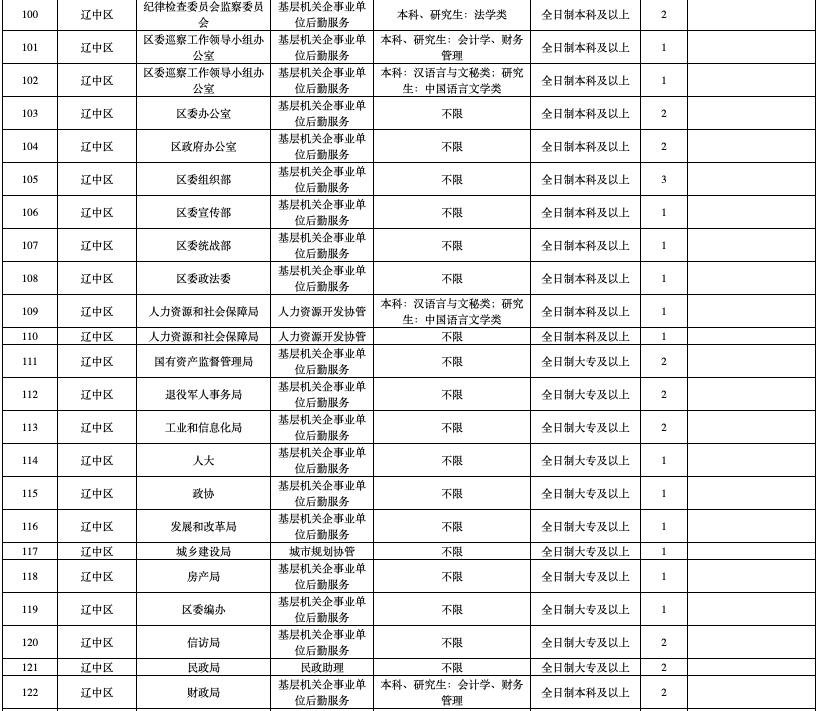 100 辽中区 纪律检查委员会监察委员会 基层机关企事业单位后勤服务 本科、研究生：法学类 全日制本科及以上 2
101 辽中区 区委巡察工作领导小组办公室 基层机关企事业单位后勤服务 本科、研究生：会计学、财务管理 全日制本科及以上 1
102 辽中区 区委巡察工作领导小组办公室 基层机关企事业单位后勤服务 本科：汉语言与文秘类；研究生：中国语言文学类 全日制本科及以上 1
103 辽中区 区委办公室 基层机关企事业单位后勤服务 不限 全日制本科及以上 2
104 辽中区 区政府办公室 基层机关企事业单位后勤服务 不限 全日制本科及以上 2
105 辽中区 区委组织部 基层机关企事业单位后勤服务 不限 全日制本科及以上 3
106 辽中区 区委宣传部 基层机关企事业单位后勤服务 不限 全日制本科及以上 1
107 辽中区 区委统战部 基层机关企事业单位后勤服务 不限 全日制本科及以上 1
108 辽中区 区委政法委 基层机关企事业单位后勤服务 不限 全日制本科及以上 1
109 辽中区 人力资源和社会保障局 人力资源开发协管 本科：汉语言与文秘类；研究生：中国语言文学类 全日制本科及以上 1
110 辽中区 人力资源和社会保障局 人力资源开发协管 不限 全日制本科及以上 1
111 辽中区 国有资产监督管理局 基层机关企事业单位后勤服务 不限 全日制大专及以上 2
112 辽中区 退役军人事务局 基层机关企事业单位后勤服务 不限 全日制大专及以上 2
113 辽中区 工业和信息化局 基层机关企事业单位后勤服务 不限 全日制大专及以上 2
114 辽中区 人大 基层机关企事业单位后勤服务 不限 全日制大专及以上 1
115 辽中区 政协 基层机关企事业单位后勤服务 不限 全日制大专及以上 1
116 辽中区 发展和改革局 基层机关企事业单位后勤服务 不限 全日制大专及以上 1
117 辽中区 城乡建设局 城市规划协管 不限 全日制大专及以上 1
118 辽中区 房产局 基层机关企事业单位后勤服务 不限 全日制大专及以上 1
119 辽中区 区委编办 基层机关企事业单位后勤服务 不限 全日制大专及以上 1
120 辽中区 信访局 基层机关企事业单位后勤服务 不限 全日制大专及以上 2
121 辽中区 民政局 民政助理 不限 全日制大专及以上 2
122 辽中区 财政局 基层机关企事业单位后勤服务 本科、研究生：会计学、财务管理 全日制本科及以上 2